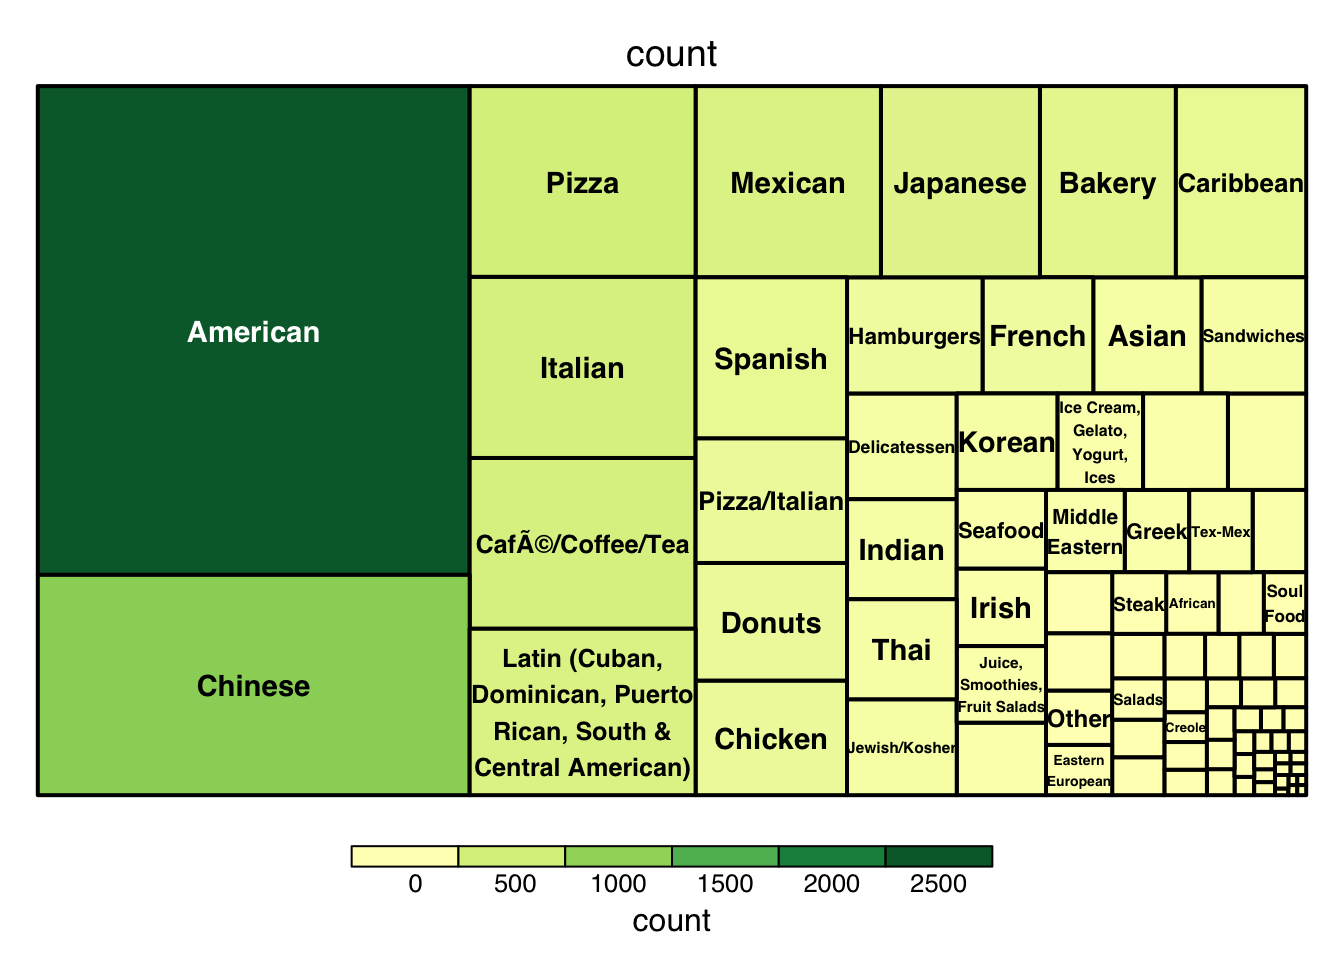 count
American
Chinese
Pizza
Italian
CafÃ©/Coffee/Tea
Latin (Cuban,
Dominican, Puerto
Rican, South &
Central American)
Mexican
Japanese
Bakery
Caribbean
Spanish
Pizza/Italian
Donuts
Chicken
Hamburgers
French
Asian
Sandwiches
Delicatessen
Indian
Thai
Jewish/Kosher
Korean
Ice Cream,
Gelato,
Yogurt,
Ices
Seafood
Irish
Juice,
Smoothies,
Fruit Salads
Middle
Eastern
Greek
Tex-Mex
Steak
African
Soul
Food
Other
Eastern
European
Salads
Creole
0 500 1000 1500 2000 2500
count